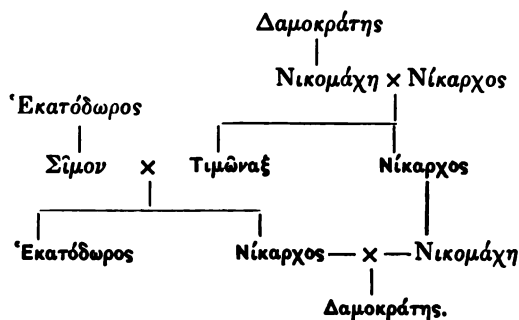 Δαμοκράτης
Νικομάχη × Νίκαρχος
Ἑκατόδωρος
Σῖμον × Τιμῶναξ Νίκαρχος
Ἑκατόδωρος Νίκαρχος — × — Νικομάχη
Δαμοκράτης.